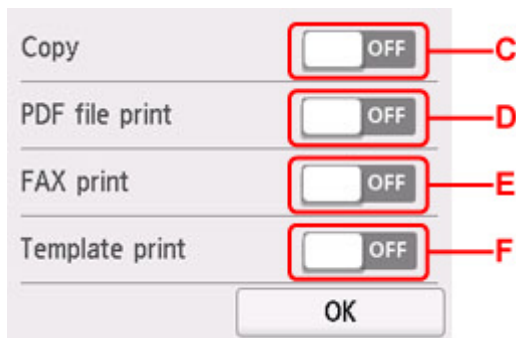 Copy OFF C
PDF file print OFF D
FAX print OFF E
Template print OFF F
OK